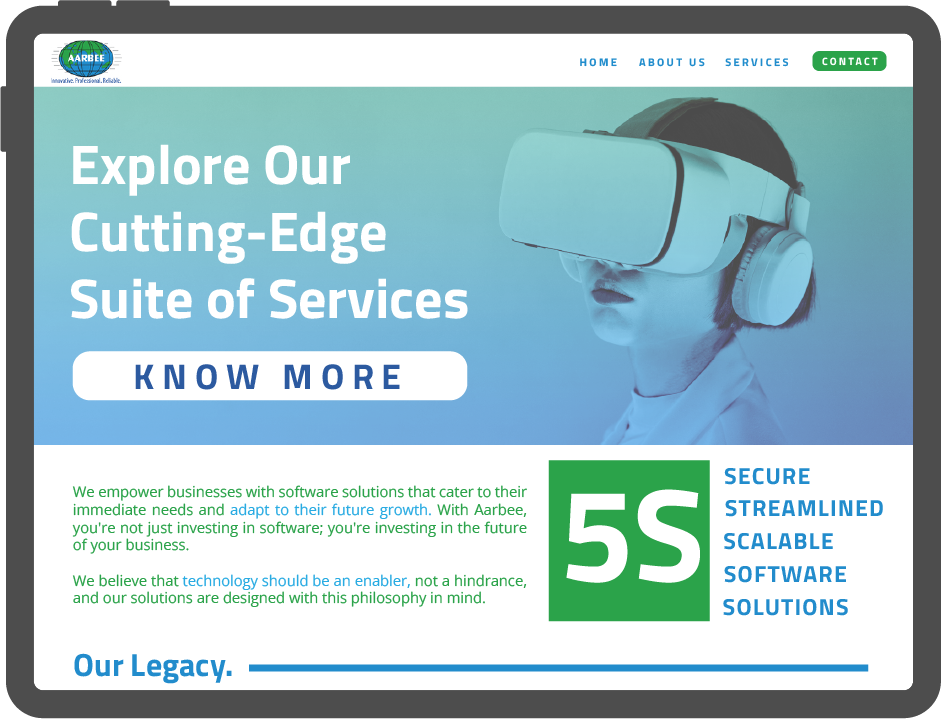 AARBEE
Innovative. Professional. Reliable.
HOME ABOUT US SERVICES CONTACT
Explore Our
Cutting-Edge
Suite of Services
KNOW MORE
We empower businesses with software solutions that cater to their
immediate needs and adapt to their future growth. With Aarbee,
you're not just investing in software; you're investing in the future
of your business.
We believe that technology should be an enabler, not a hindrance,
and our solutions are designed with this philosophy in mind.
5S
SECURE
STREAMLINED
SCALABLE
SOFTWARE
SOLUTIONS
Our Legacy.